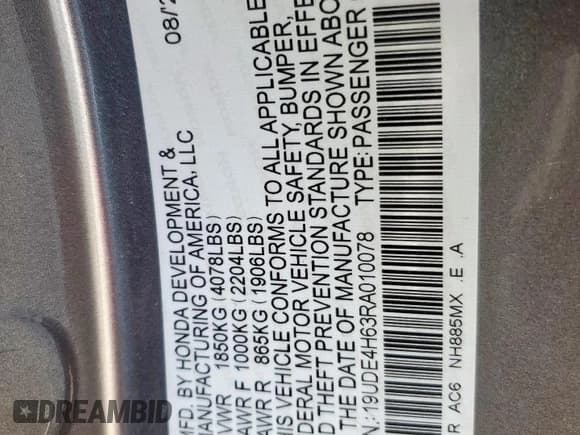 08/
MFD. BY HONDA DEVELOPMENT &
MANUFACTURING OF AMERICA, LLC
VWR 1850KG (4078LBS)
AWR F 1000KG (2204LBS)
AWR R 865KG (1906LBS)
IS VEHICLE CONFORMS TO ALL APPLICABLE
DERAL MOTOR VEHICLE SAFETY, BUMPER,
D THEFT PREVENTION STANDARDS IN EFFE
THE DATE OF MANUFACTURE SHOWN ABO
N.:19UDE4H63RA010078 TYPE:PASSENGER
R AC6 NH885MX .E .A
DREAMBID